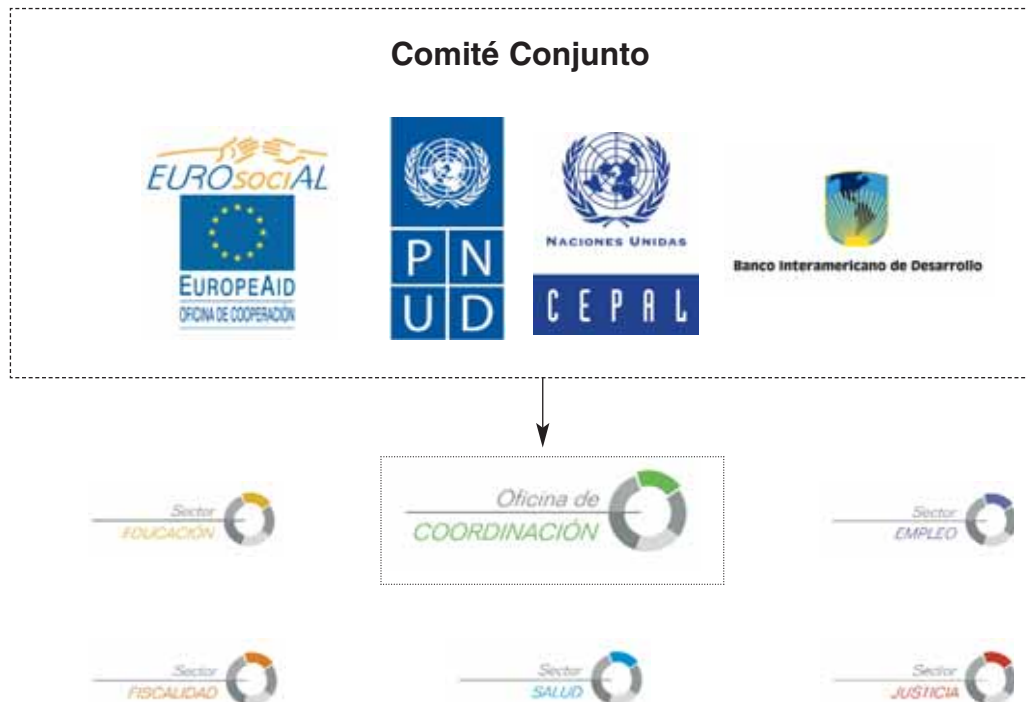 Comité Conjunto
EUROsociAL
EUROPEAID
OFICINA DE COOPERACIÓN
P N
U D
NACIONES UNIDAS
CEPAL
Banco Interamericano de Desarrollo
Sector
EDUCACIÓN
Oficina de
COORDINACIÓN
Sector
EMPLEO
Sector
FISCALIDAD
Sector
SALUD
Sector
JUSTICIA